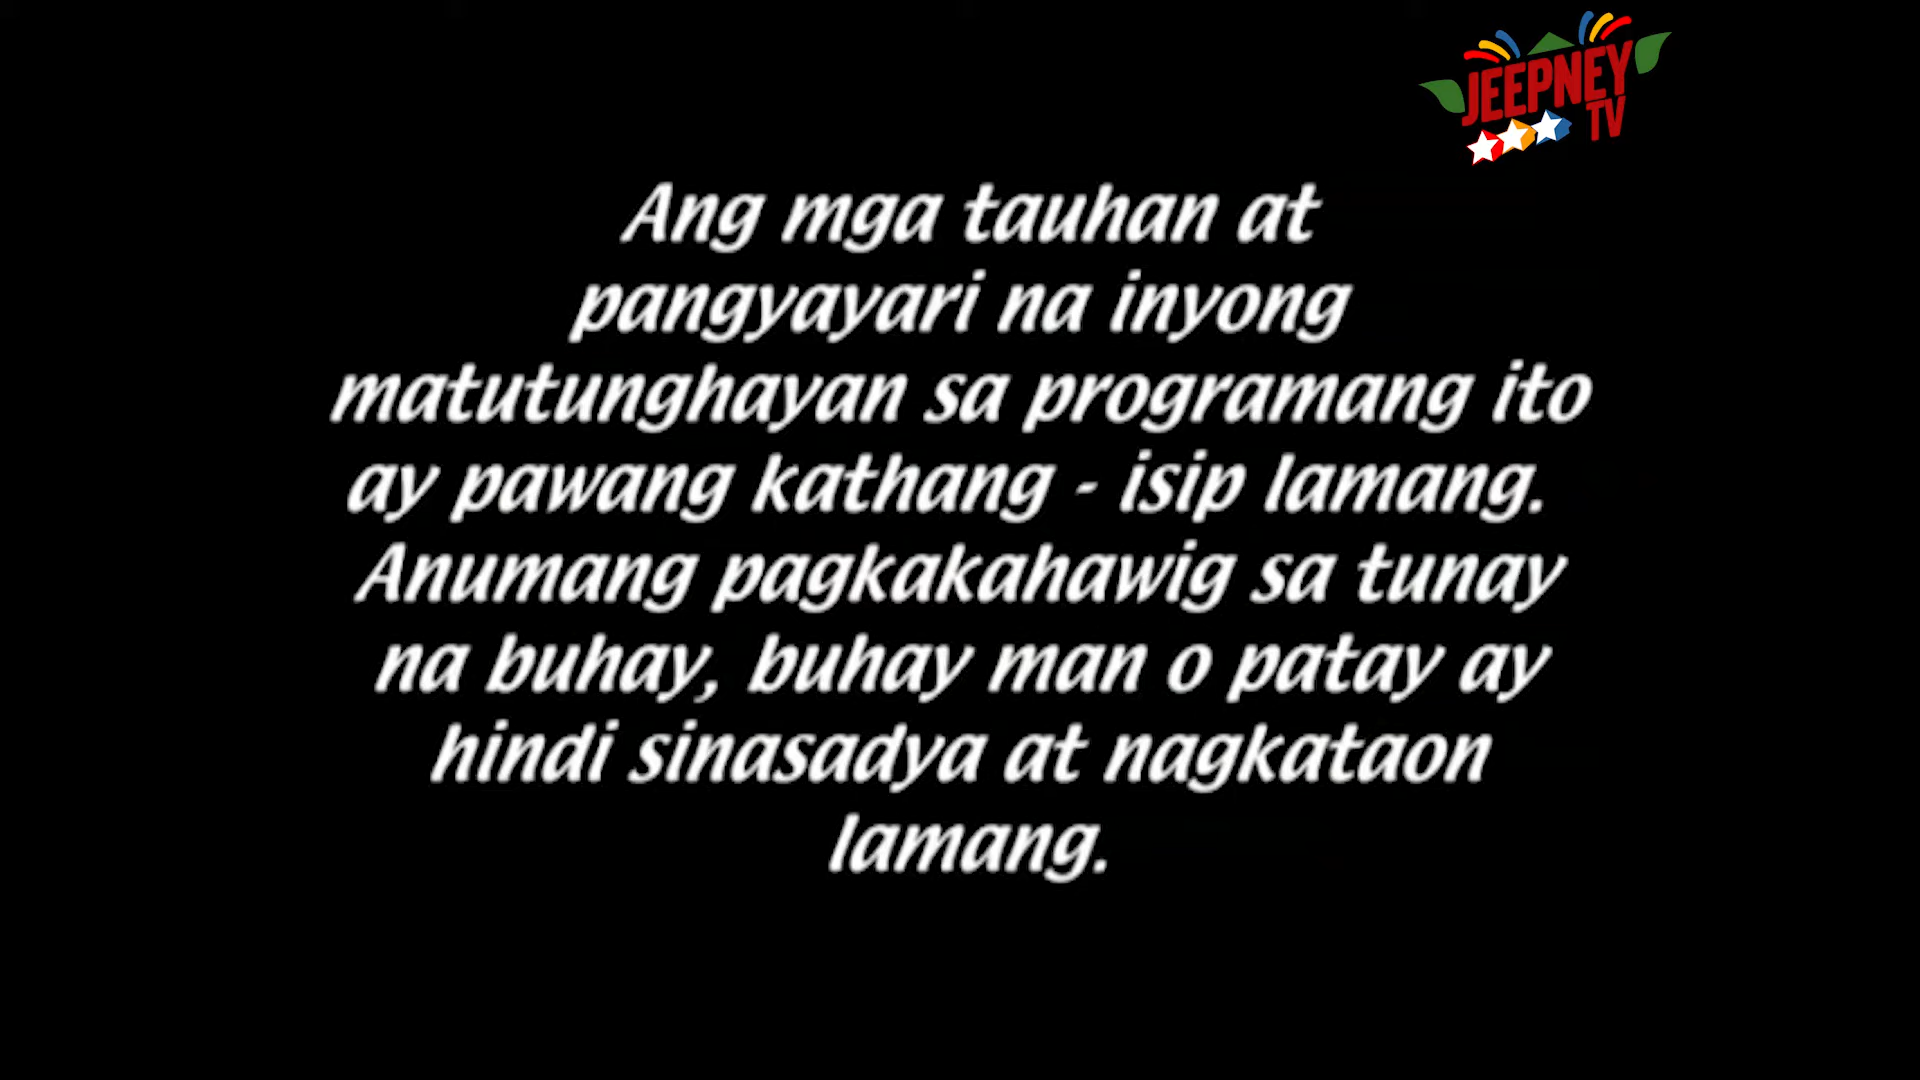 JEEPNEY
TV
Ang mga tauhan at
pangyayari na inyong
matutunghayan sa programang ito
ay pawang kathang - isip lamang.
Anumang pagkakahawig sa tunay
na buhay, buhay man o patay ay
hindi sinasadya at nagkataon
lamang.